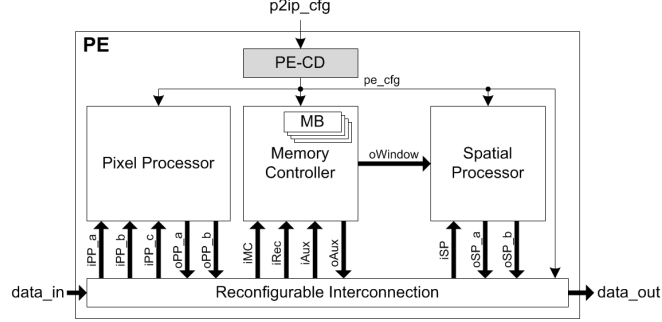 p2ip_cfg
PE
PE-CD
pe_cfg
MB
Pixel Processor
Memory
Controller
oWindow
Spatial
Processor
iPP_a
iPP_b
iPP_c
oPP_a
oPP_b
iMC
iRec
iAux
oAux
iSP
oSP_a
oSP_b
data_in
Reconfigurable Interconnection
data_out